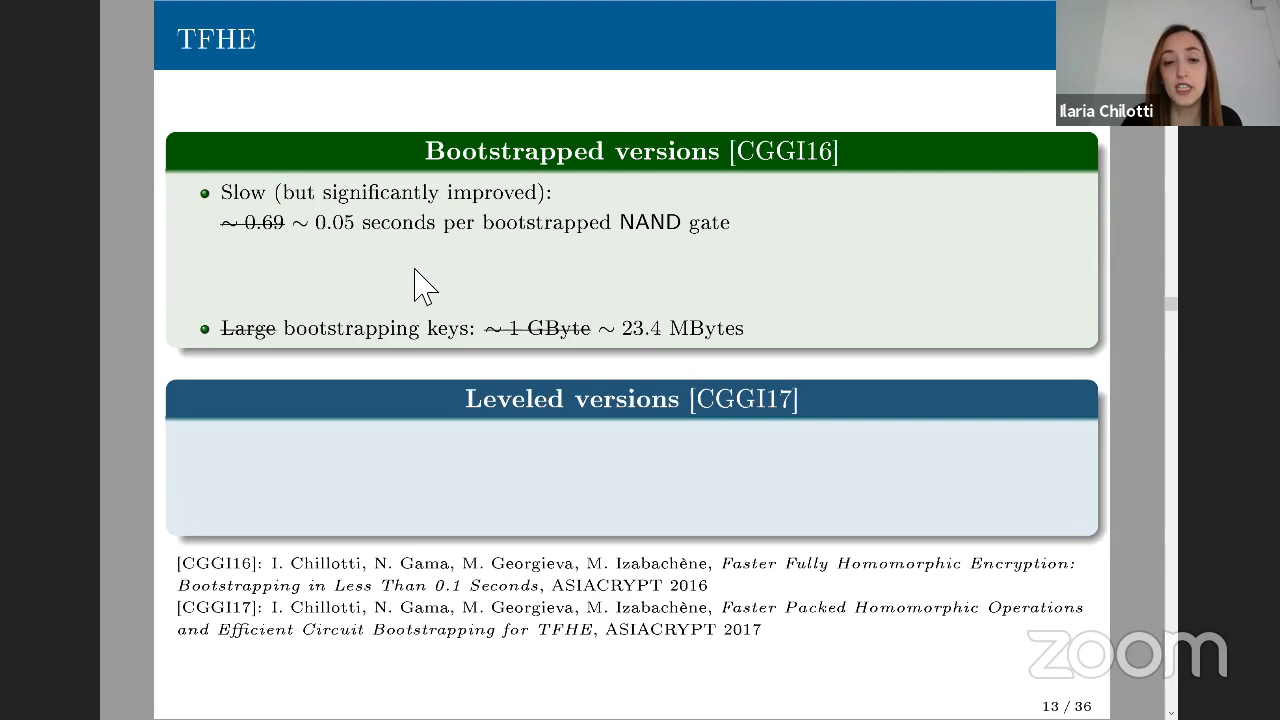 TFHE
Ilaria Chilotti
Bootstrapped versions [CGGI16]
Slow (but significantly improved):
∼ 0.69 ∼ 0.05 seconds per bootstrapped NAND gate
Large bootstrapping keys: ∼ 1 GByte ∼ 23.4 MBytes
Leveled versions [CGGI17]
[CGGI16]: I. Chillotti, N. Gama, M. Georgieva, M. Izabachène, Faster Fully Homomorphic Encryption:
Bootstrapping in Less Than 0.1 Seconds, ASIACRYPT 2016
[CGGI17]: I. Chillotti, N. Gama, M. Georgieva, M. Izabachène, Faster Packed Homomorphic Operations
and Efficient Circuit Bootstrapping for TFHE, ASIACRYPT 2017
zoom
13 / 36